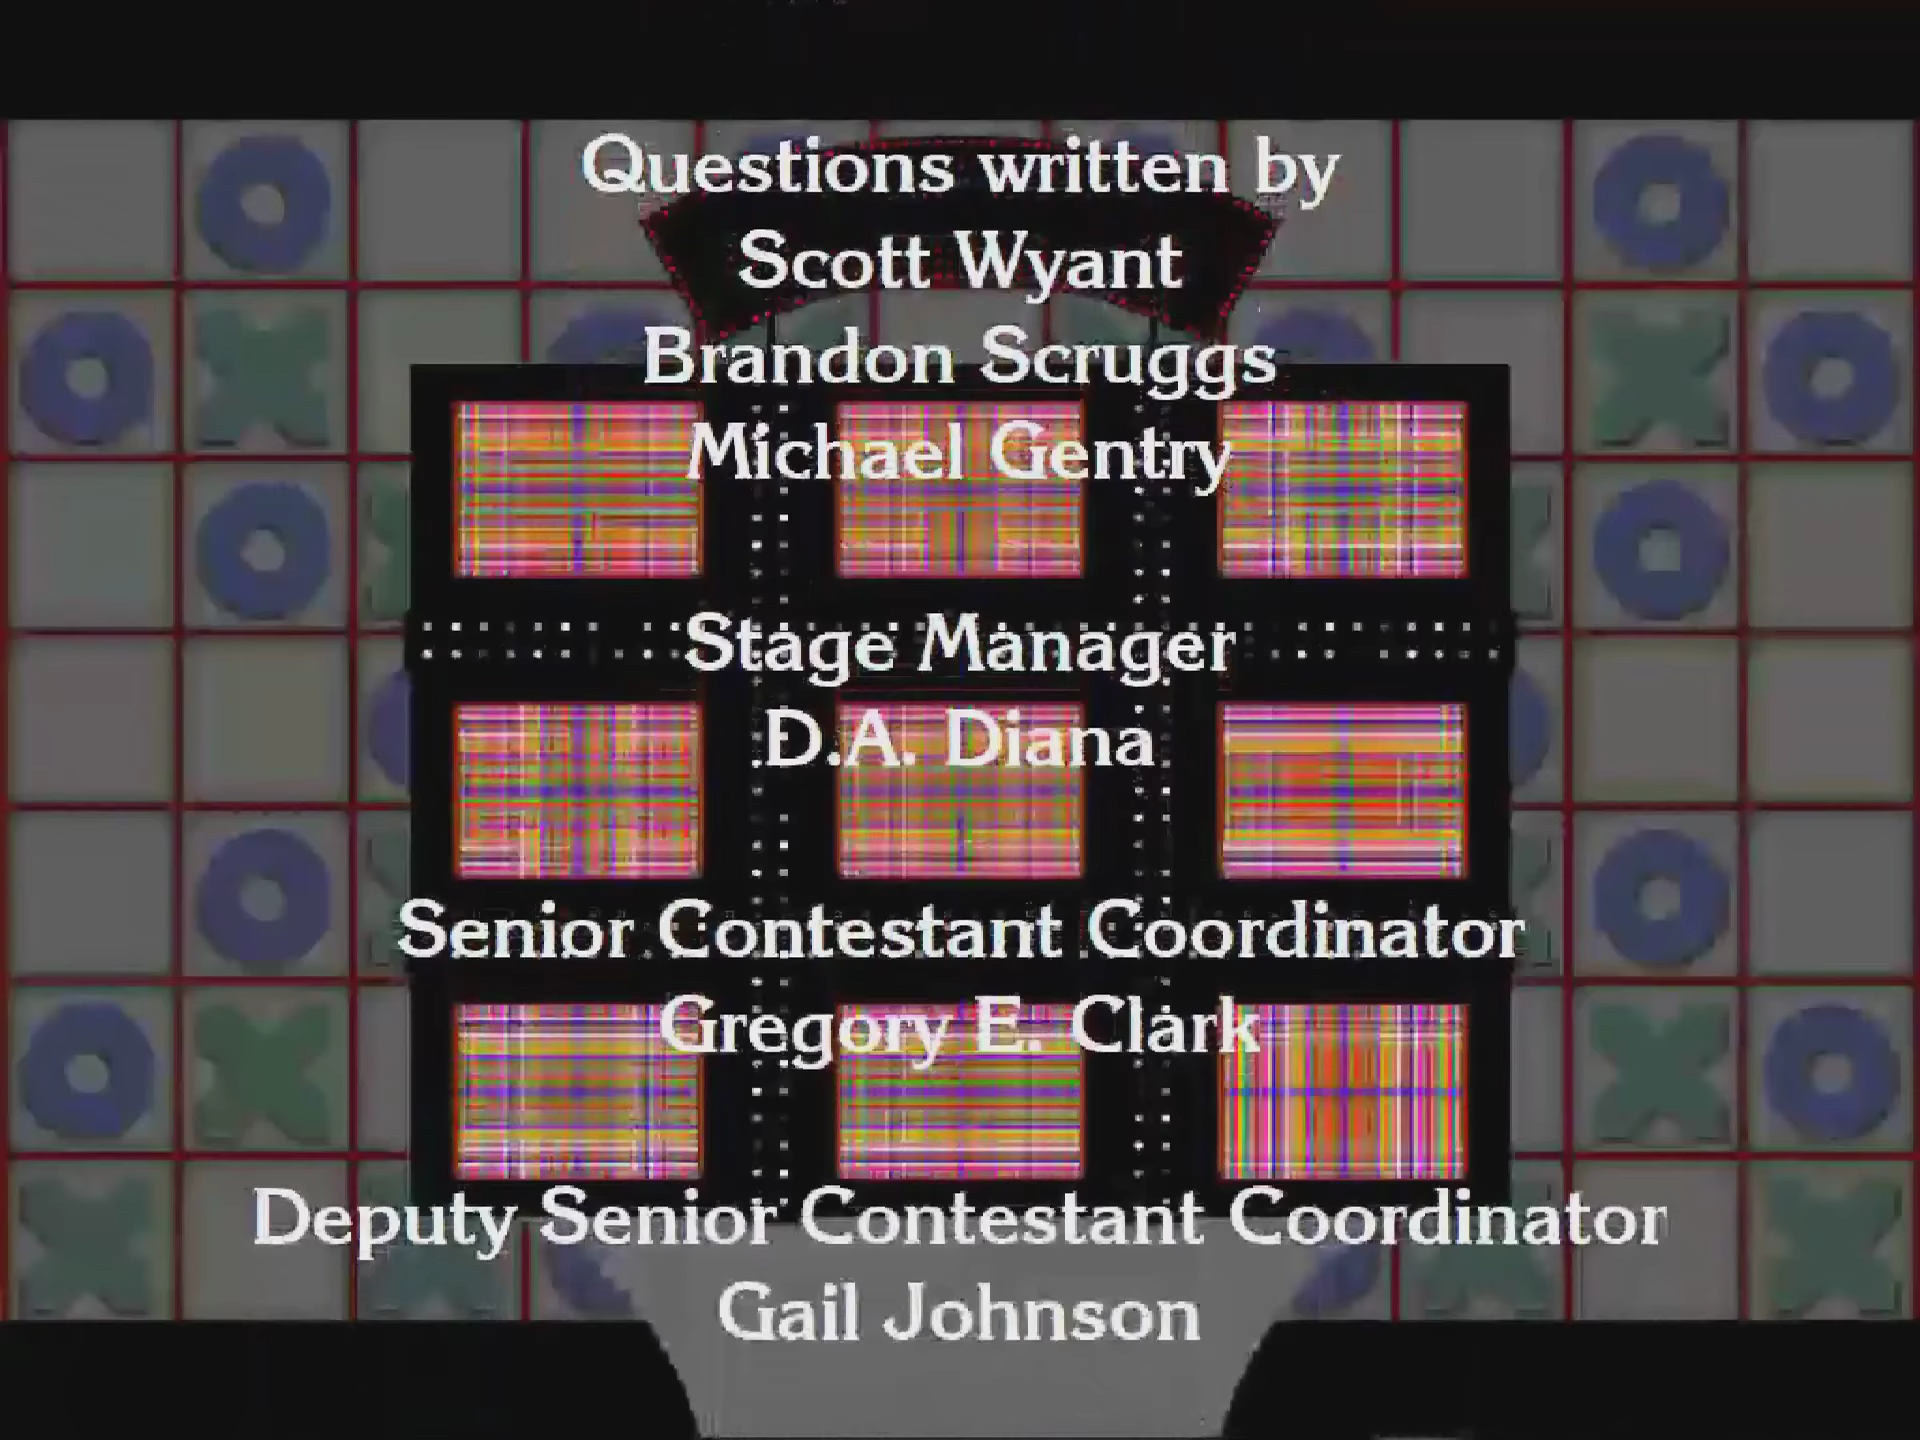 Questions written by
Scott Wyant
Brandon Scruggs
Michael Gentry
Stage Manager
D.A. Diana
Senior Contestant Coordinator
Gregory E. Clark
Deputy Senior Contestant Coordinator
Gail Johnson